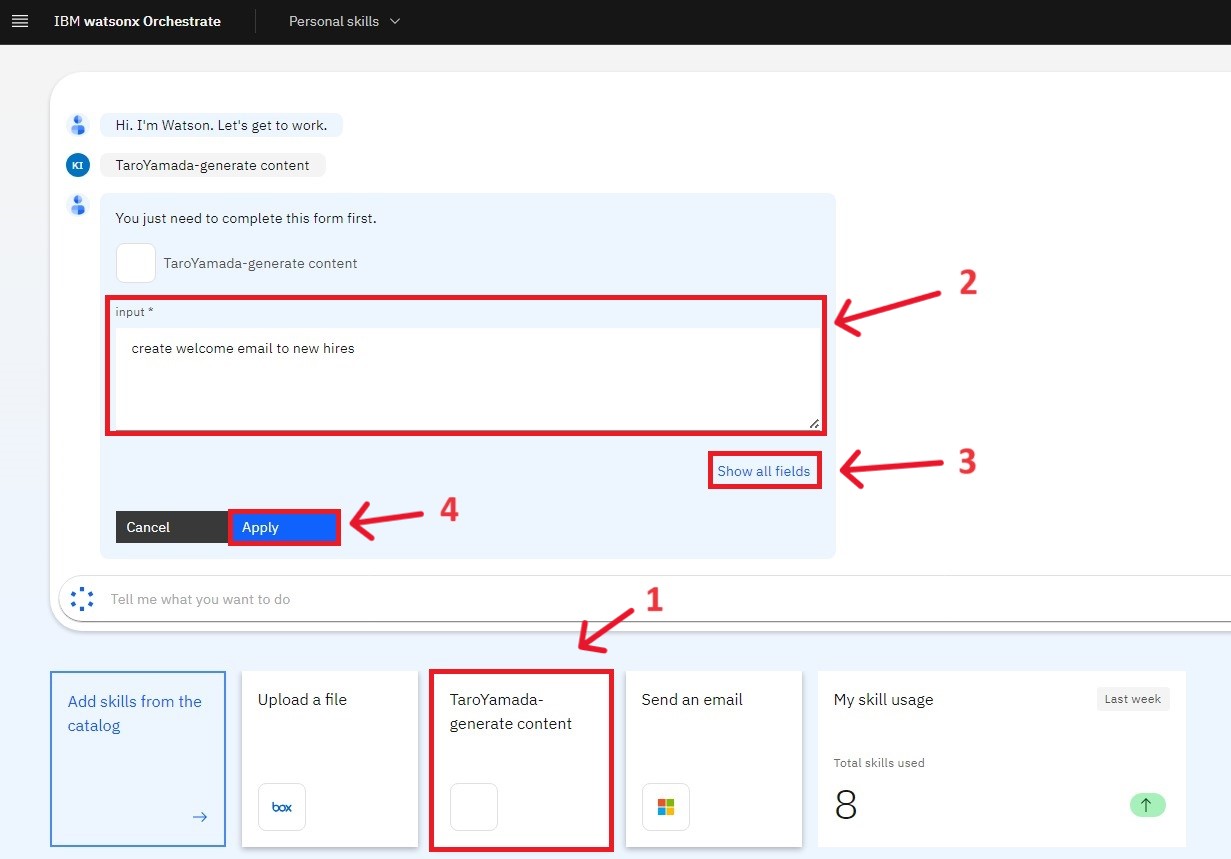 IBM watsonx Orchestrate
Personal skills
Hi. I'm Watson. Let's get to work.
KI
TaroYamada-generate content
You just need to complete this form first.
TaroYamada-generate content
2
input *
create welcome email to new hires
3
Show all fields
4
Cancel
Apply
Tell me what you want to do
1
Add skills from the
catalog
Upload a file
box
TaroYamada-
generate content
Send an email
My skill usage
Last week
Total skills used
8